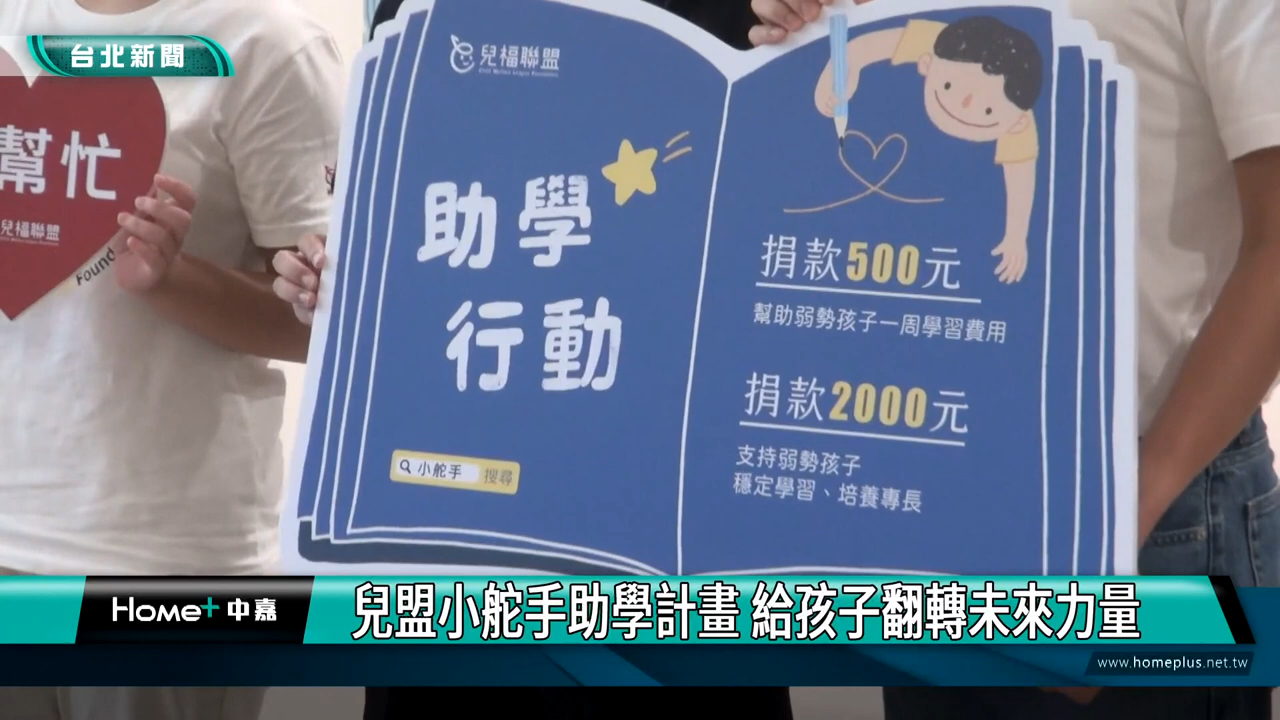 台北新聞
幫忙
兒福聯盟
Found
兒福聯盟
Child Welfare League Foundation
助學
行動
小舵手 搜尋
捐款500元
幫助弱勢孩子一周學習費用
捐款2000元
支持弱勢孩子
穩定學習、培養專長
Home+中嘉
兒盟小舵手助學計畫 給孩子翻轉未來力量
www.homeplus.net.tw